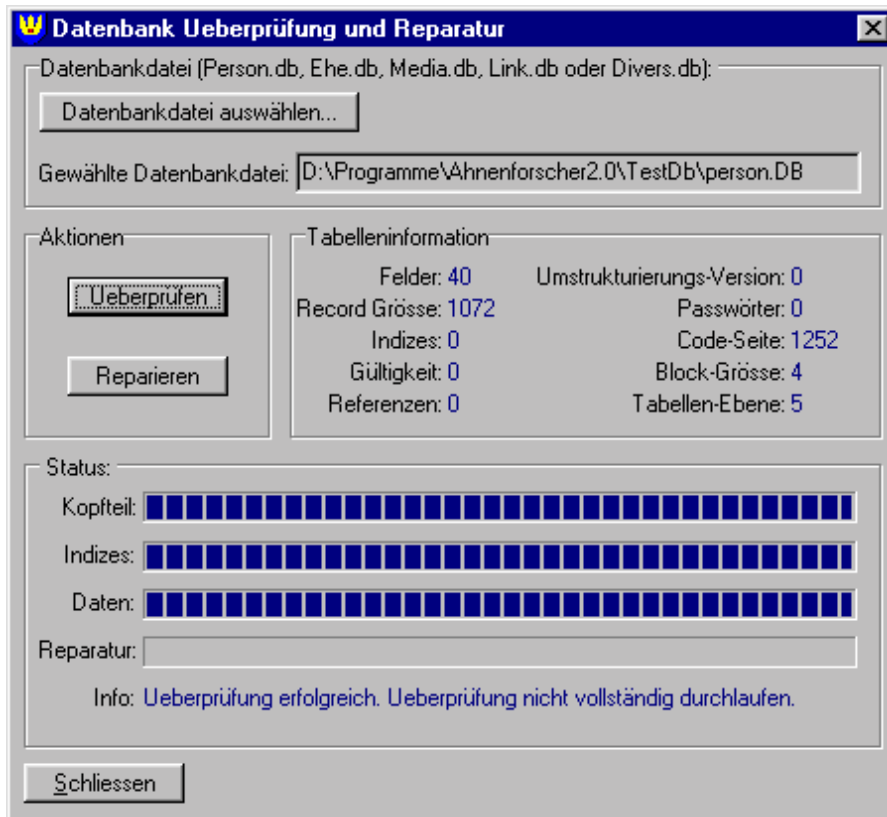 Datenbank Ueberprüfung und Reparatur
Datenbankdatei (Person.db, Ehe.db, Media.db, Link.db oder Divers.db):
Datenbankdatei auswählen...
Gewählte Datenbankdatei: D:\Programme\Ahnenforscher2.0\TestDb\person.DB
Aktionen
Ueberprüfen
Reparieren
Tabelleninformation
Felder: 40 Umstrukturierungs-Version: 0
Record Grösse: 1072 Passwörter: 0
Indizes: 0 Code-Seite: 1252
Gültigkeit: 0 Block-Grösse: 4
Referenzen: 0 Tabellen-Ebene: 5
Status:
Kopfteil:
Indizes:
Daten:
Reparatur:
Info: Ueberprüfung erfolgreich. Ueberprüfung nicht vollständig durchlaufen.
Schliessen